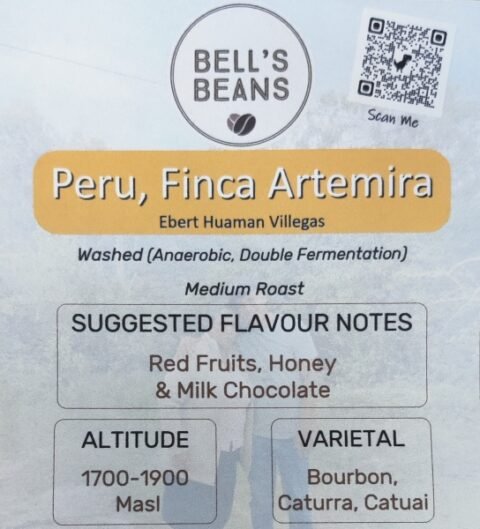 BELL'S
BEANS
Scan Me
Peru, Finca Artemira
Ebert Huaman Villegas
Washed (Anaerobic, Double Fermentation)
Medium Roast
SUGGESTED FLAVOUR NOTES
Red Fruits, Honey
& Milk Chocolate
ALTITUDE
1700-1900
Masl
VARIETAL
Bourbon,
Caturra, Catuai